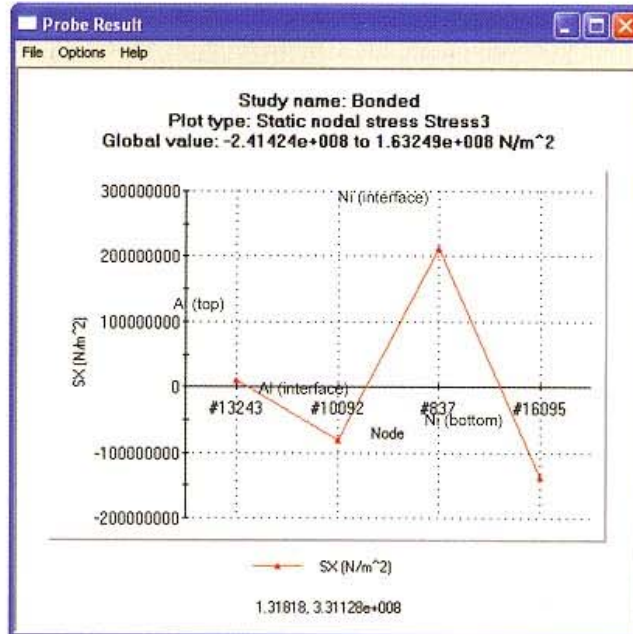 Probe Result
File Options Help
Study name: Bonded
Plot type: Static nodal stress Stress3
Global value: -2.41424e+008 to 1.63249e+008 N/m^2
300000000
Ni (interface)
200000000
Al (top)
100000000
SX (N/m^2)
0
Al (interface)
#13243 #10092 #837 #16095
Ni (bottom)
Node
-100000000
-200000000
SX (N/m^2)
1.31818, 3.31128e+008